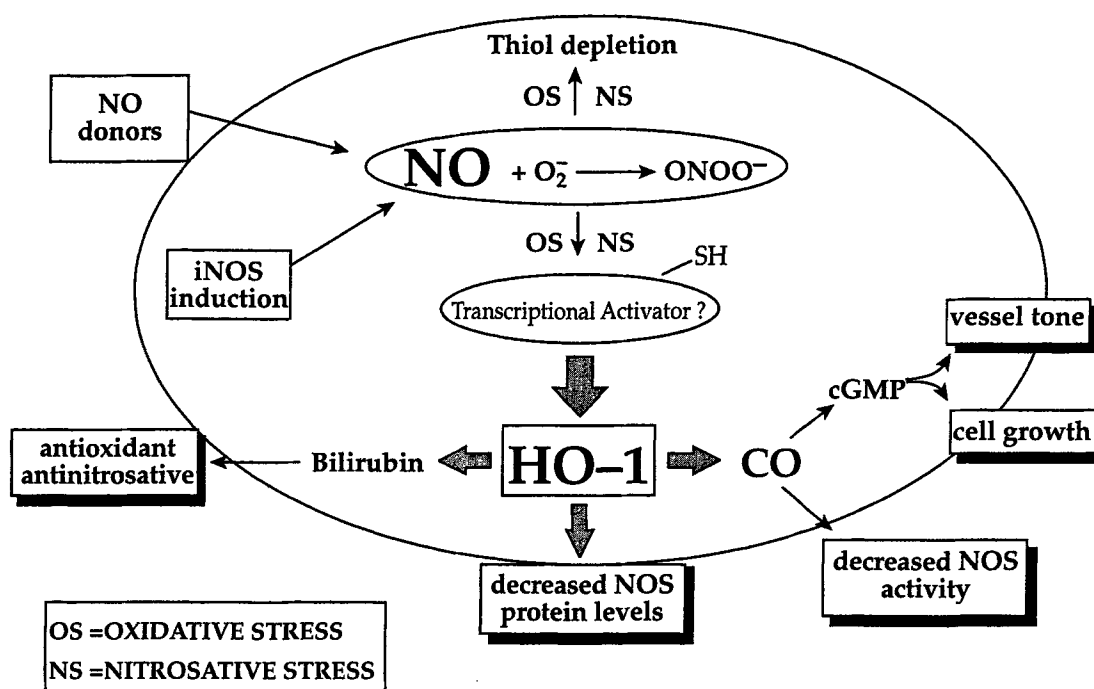 Thiol depletion
OS NS
NO
donors
NO + O₂⁻ ONOO⁻
OS NS
iNOS
induction
SH
Transcriptional Activator ?
vessel tone
cGMP
cell growth
antioxidant
antinitrosative
Bilirubin
HO–1
CO
decreased NOS
protein levels
decreased NOS
activity
OS =OXIDATIVE STRESS
NS =NITROSATIVE STRESS